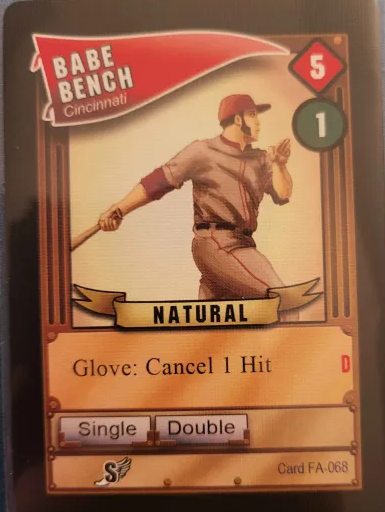 BABE
BENCH
Cincinnati
5
1
NATURAL
Glove: Cancel 1 Hit
D
Single Double
S
Card FA-068